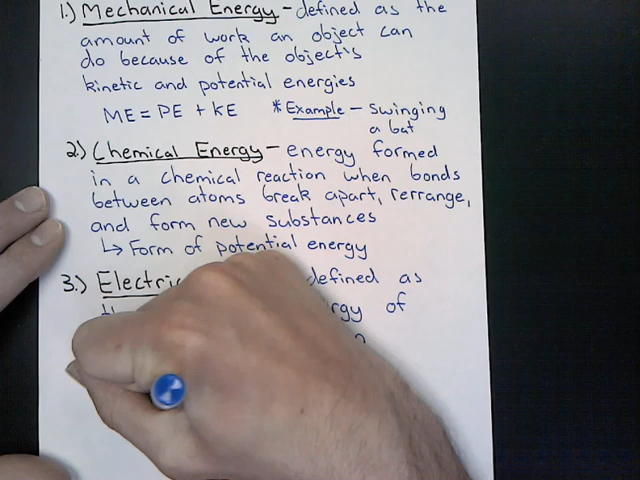 1.) Mechanical Energy - defined as the
amount of work an object can
do because of the object's
kinetic and potential energies
ME = PE + KE * Example - Swinging
a bat
2.) Chemical Energy - energy formed
in a chemical reaction when bonds
between atoms break apart, rerrange,
and form new substances
↳ Form of potential energy
3.) defined as
of